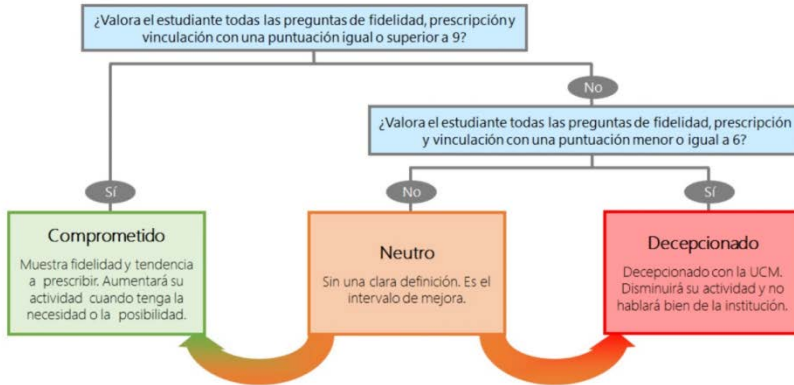 ¿Valora el estudiante todas las preguntas de fidelidad, prescripción y
vinculación con una puntuación igual o superior a 9?
No
¿Valora el estudiante todas las preguntas de fidelidad, prescripción
y vinculación con una puntuación menor o igual a 6?
Sí
No
Sí
Comprometido
Muestra fidelidad y tendencia
a prescribir. Aumentará su
actividad cuando tenga la
necesidad o la posibilidad.
Neutro
Sin una clara definición. Es el
intervalo de mejora.
Decepcionado
Decepcionado con la UCM.
Disminuirá su actividad y no
hablará bien de la institución.